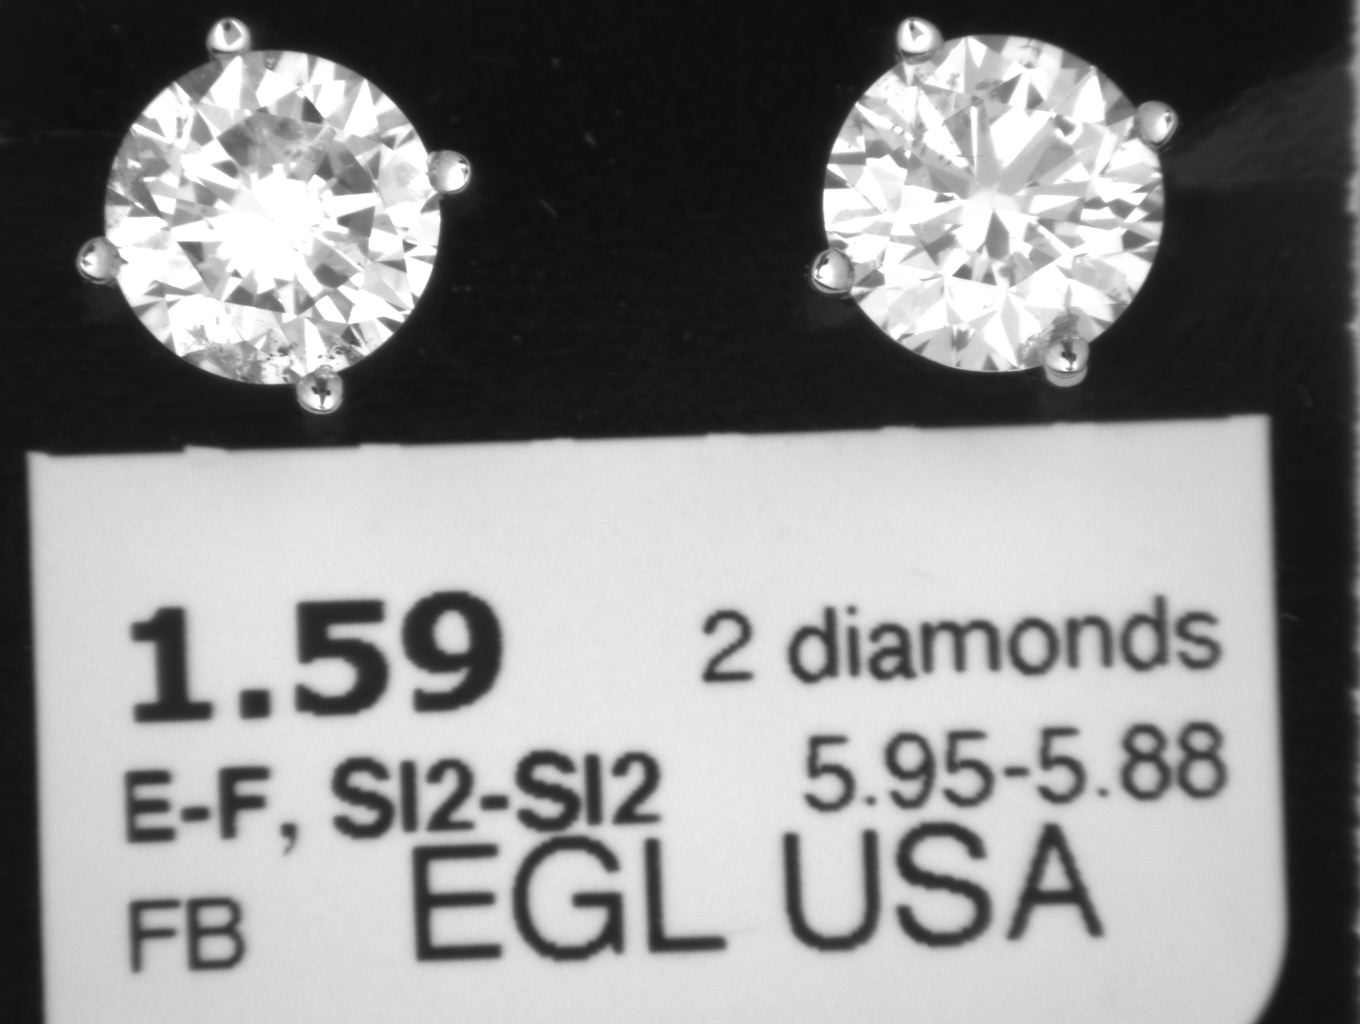 1.59 2 diamonds
E-F, SI2-SI2 5.95-5.88
FB EGL USA